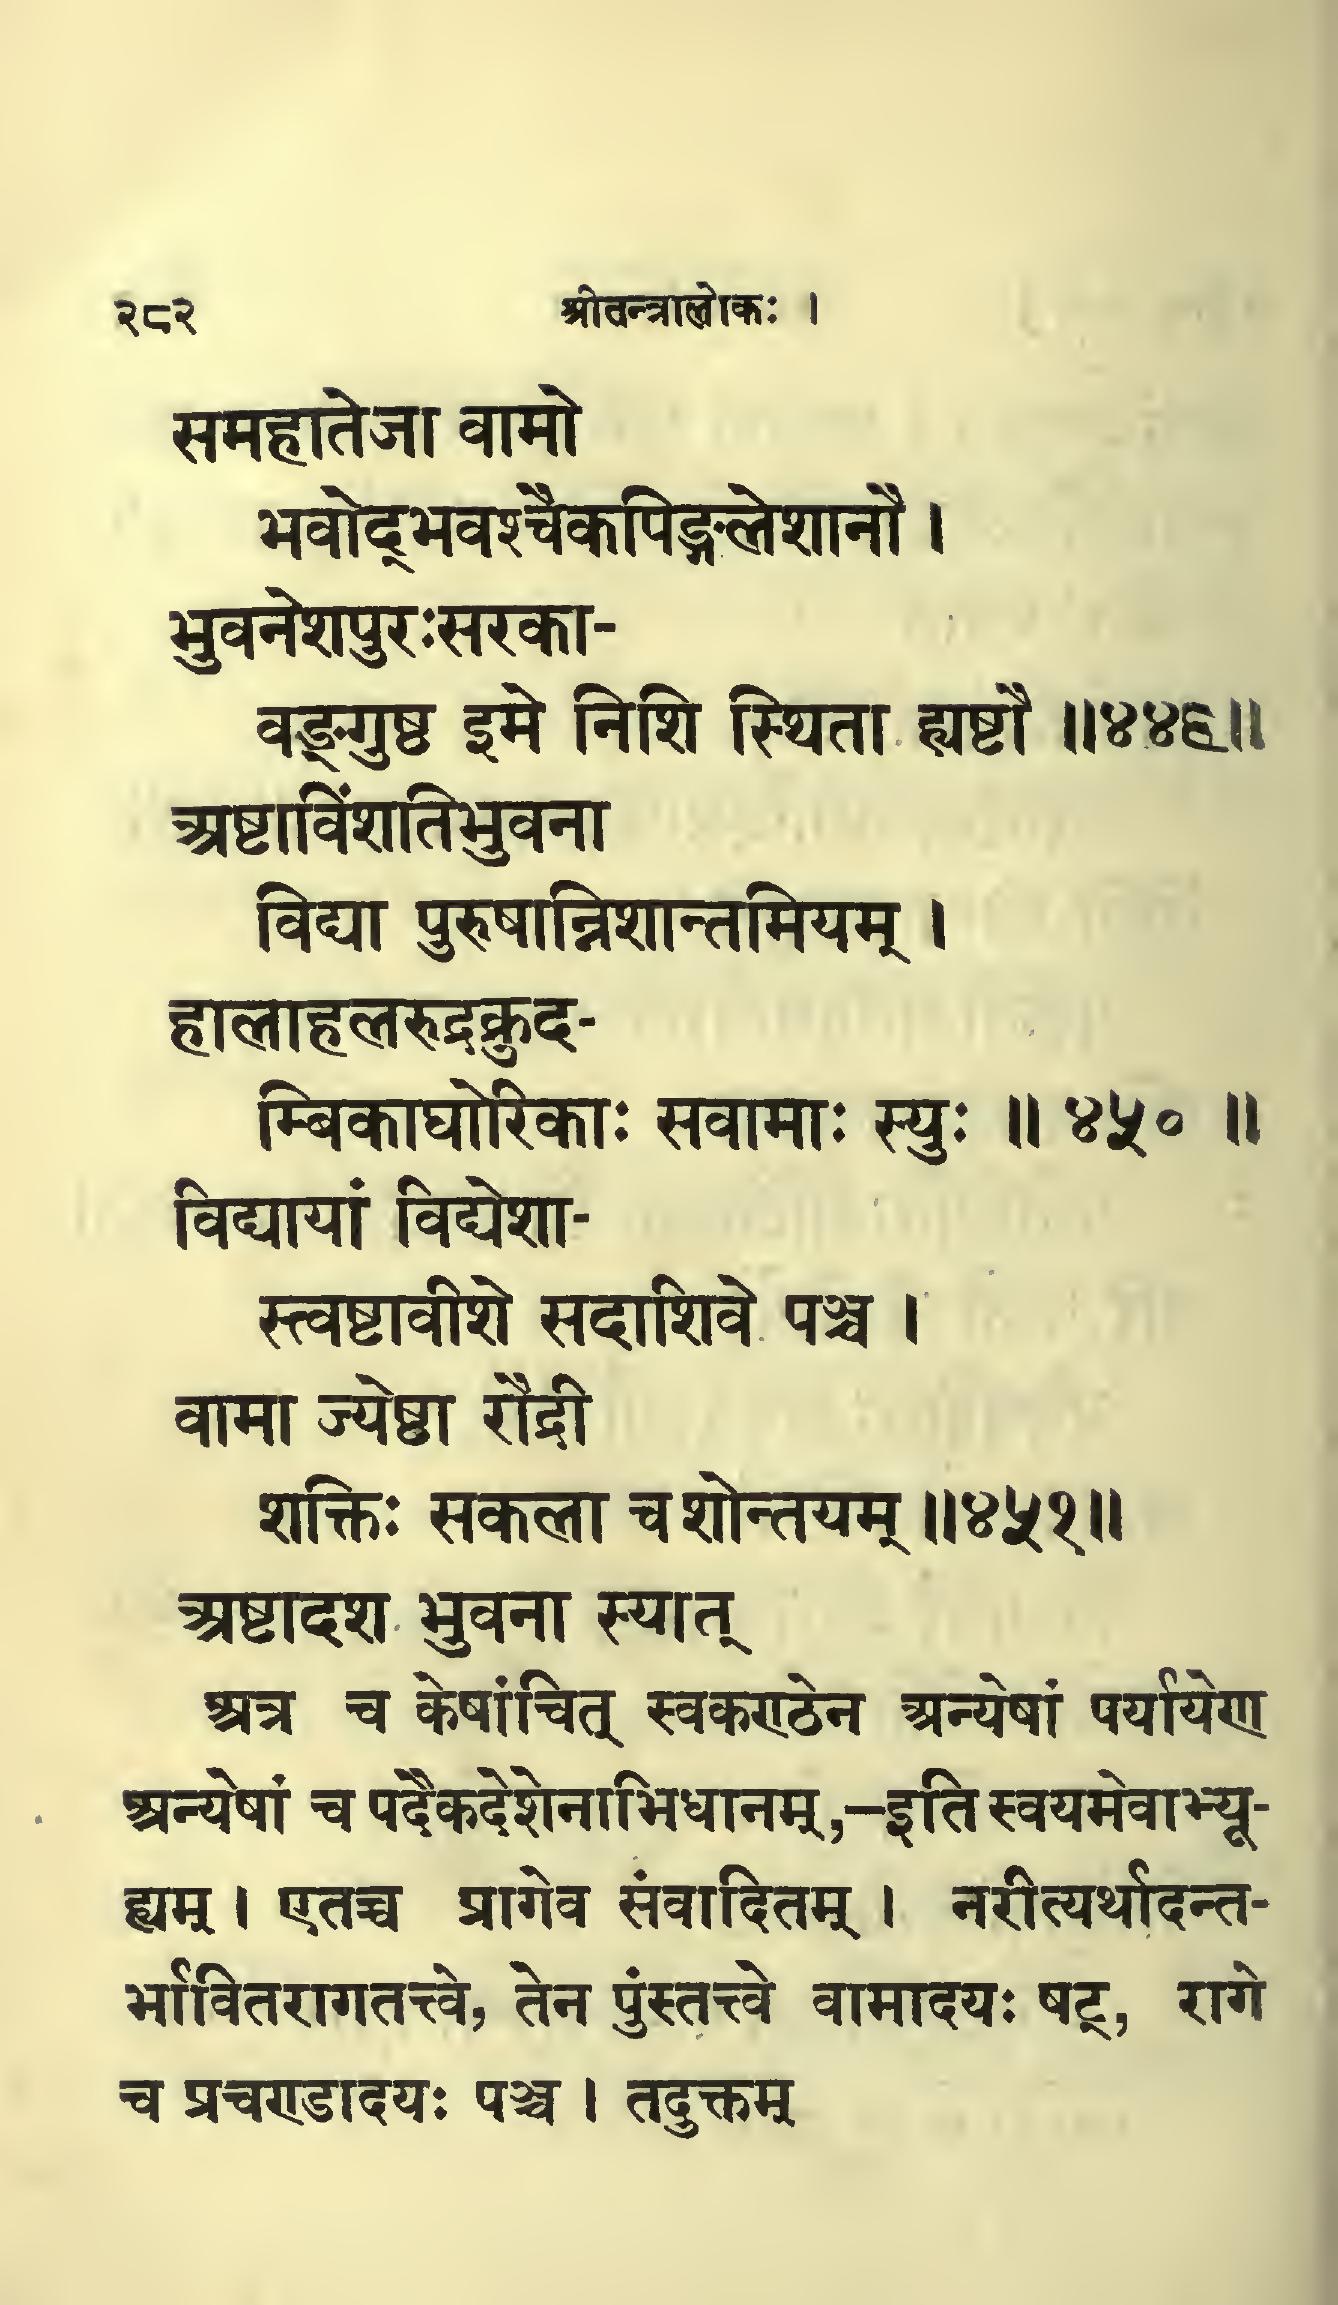 २८२ श्रीतन्त्रालोकः ।
समहातेजा वामो
भवोद्भवश्चैकपिङ्गलेशानौ ।
भुवनेशपुरःसरका-
वङ्गुष्ठ इमे निशि स्थिता ह्यष्टौ ॥४४९॥
अष्टाविंशतिभुवना
विद्या पुरुषान्निशान्तमियम् ।
हालाहलरुद्रक्रुद-
म्बिकाघोरिकाः सवामाः स्युः ॥ ४५० ॥
विद्यायां विद्येशा-
स्त्वष्टावीशे सदाशिवे पञ्च ।
वामा ज्येष्ठा रौद्री
शक्तिः सकला च शोन्तयम् ॥४५१॥
अष्टादश भुवना स्यात्
अत्र च केषांचित् स्वकण्ठेन अन्येषां पर्यायेण
अन्येषां च पदैकदेशेनाभिधानम्,—इति स्वयमेवाभ्यू-
ह्यम् । एतच्च प्रागेव संवादितम् । नरीत्यर्थादन्त-
र्भावितरागतत्त्वे, तेन पुंस्तत्त्वे वामादयः षट्, रागे
च प्रचण्डादयः पञ्च । तदुक्तम्